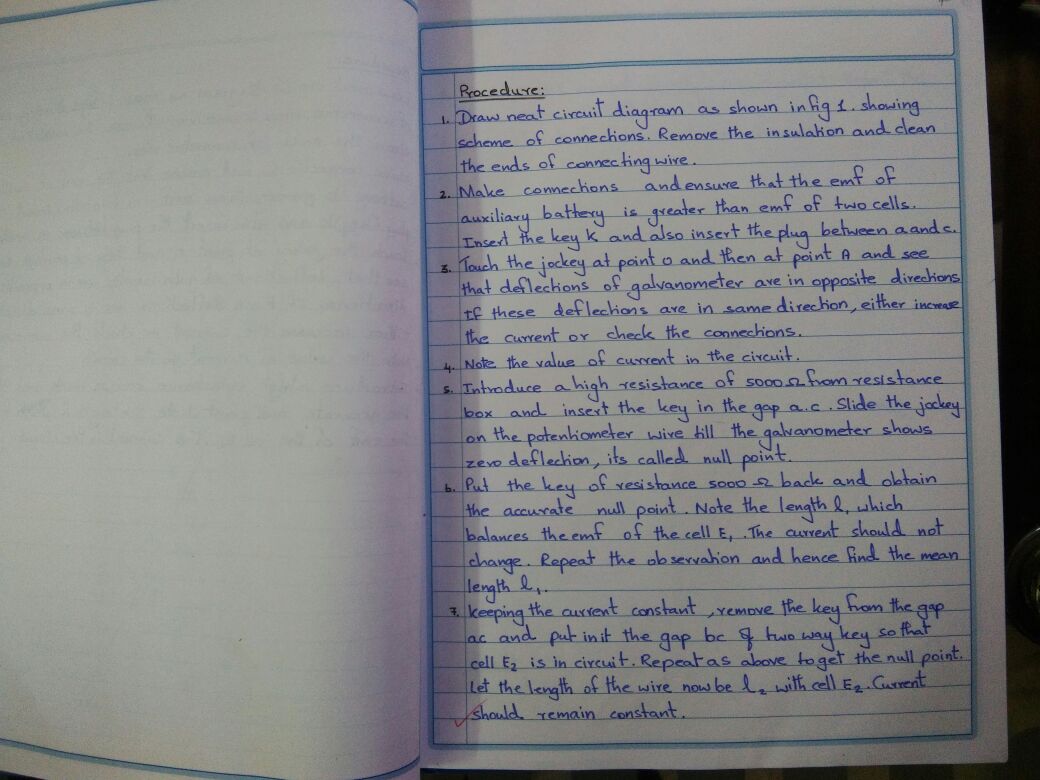 Procedure:
1. Draw neat circuit diagram as shown in fig 1. showing
scheme of connections. Remove the insulation and clean
the ends of connecting wire.
2. Make connections and ensure that the emf of
auxiliary battery is greater than emf of two cells.
Insert the key K and also insert the plug between a and c.
3. Touch the jockey at point o and then at point A and see
that deflections of galvanometer are in opposite directions.
If these deflections are in same direction, either increase
the current or check the connections.
4. Note the value of current in the circuit.
5. Introduce a high resistance of 5000 Ω from resistance
box and insert the key in the gap a.c. Slide the jockey
on the potentiometer wire till the galvanometer shows
zero deflection, its called null point.
6. Put the key of resistance 5000 Ω back and obtain
the accurate null point. Note the length l₁ which
balances the emf of the cell E₁. The current should not
change. Repeat the observation and hence find the mean
length l₁.
7. keeping the current constant, remove the key from the gap
ac and put init the gap bc of two way key so that
cell E₂ is in circuit. Repeat as above to get the null point.
Let the length of the wire now be l₂ with cell E₂. Current
should remain constant.